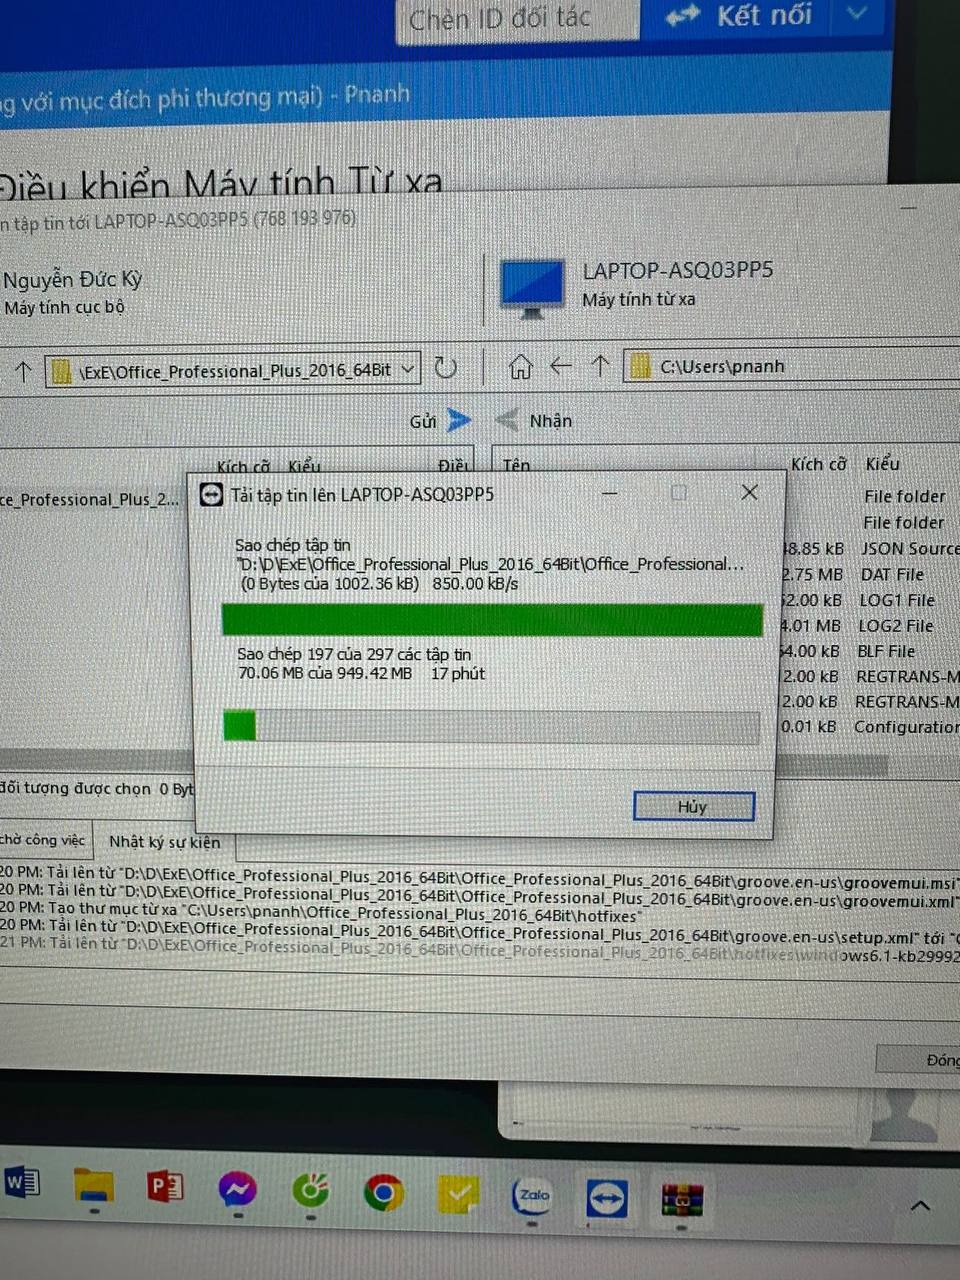 Chèn ID đối tác
Kết nối
ng với mục đích phi thương mại) - Pnanh
Điều khiển Máy tính Từ xa
n tập tin tới LAPTOP-ASQ03PP5 (768 193 976)
Nguyễn Đức Kỳ
Máy tính cục bộ
LAPTOP-ASQ03PP5
Máy tính từ xa
\ExE\Office_Professional_Plus_2016_64Bit
C:\Users\pnanh
Gửi
Nhận
Kích cỡ Kiểu Điều
Tên Kích cỡ Kiểu
ce_Professional_Plus_2...
File folder
File folder
48.85 kB JSON Source
2.75 MB DAT File
52.00 kB LOG1 File
4.01 MB LOG2 File
64.00 kB BLF File
2.00 kB REGTRANS-M
2.00 kB REGTRANS-M
0.01 kB Configuration
Tải tập tin lên LAPTOP-ASQ03PP5
Sao chép tập tin
"D:\D\ExE\Office_Professional_Plus_2016_64Bit\Office_Professional...
(0 Bytes của 1002.36 kB) 850.00 kB/s
Sao chép 197 của 297 các tập tin
70.06 MB của 949.42 MB 17 phút
Hủy
đối tượng được chọn 0 Byt
chờ công việc
Nhật ký sự kiện
20 PM: Tải lên từ "D:\D\ExE\Office_Professional_Plus_2016_64Bit\Office_Professional_Plus_2016_64Bit\groove.en-us\groovemui.msi"
20 PM: Tải lên từ "D:\D\ExE\Office_Professional_Plus_2016_64Bit\Office_Professional_Plus_2016_64Bit\groove.en-us\groovemui.xml"
20 PM: Tạo thư mục từ xa "C:\Users\pnanh\Office_Professional_Plus_2016_64Bit\hotfixes"
20 PM: Tải lên từ "D:\D\ExE\Office_Professional_Plus_2016_64Bit\Office_Professional_Plus_2016_64Bit\groove.en-us\setup.xml" tới "C
21 PM: Tải lên từ "D:\D\ExE\Office_Professional_Plus_2016_64Bit\Office_Professional_Plus_2016_64Bit\hotfixes\windows6.1-kb29992
Đóng
W
P
Zalo